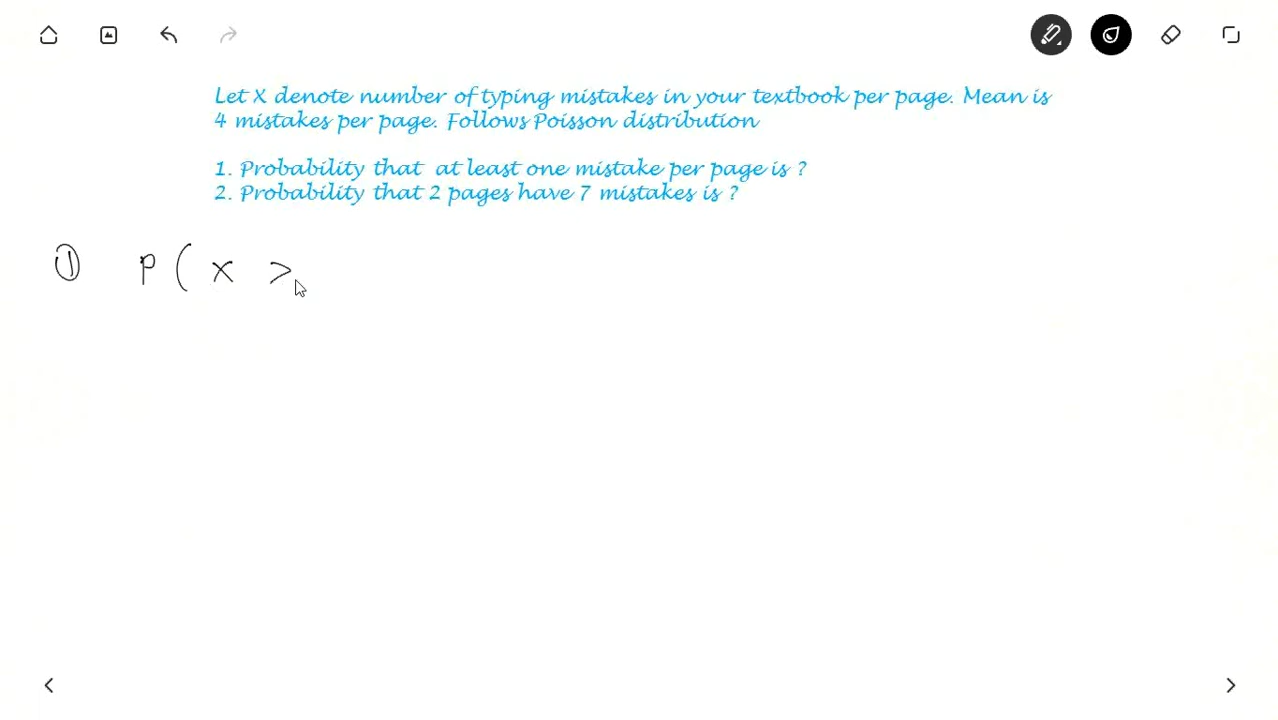 Let X denote number of typing mistakes in your textbook per page. Mean is
4 mistakes per page. Follows Poisson distribution
1. Probability that at least one mistake per page is ?
2. Probability that 2 pages have 7 mistakes is ?
① P ( x >